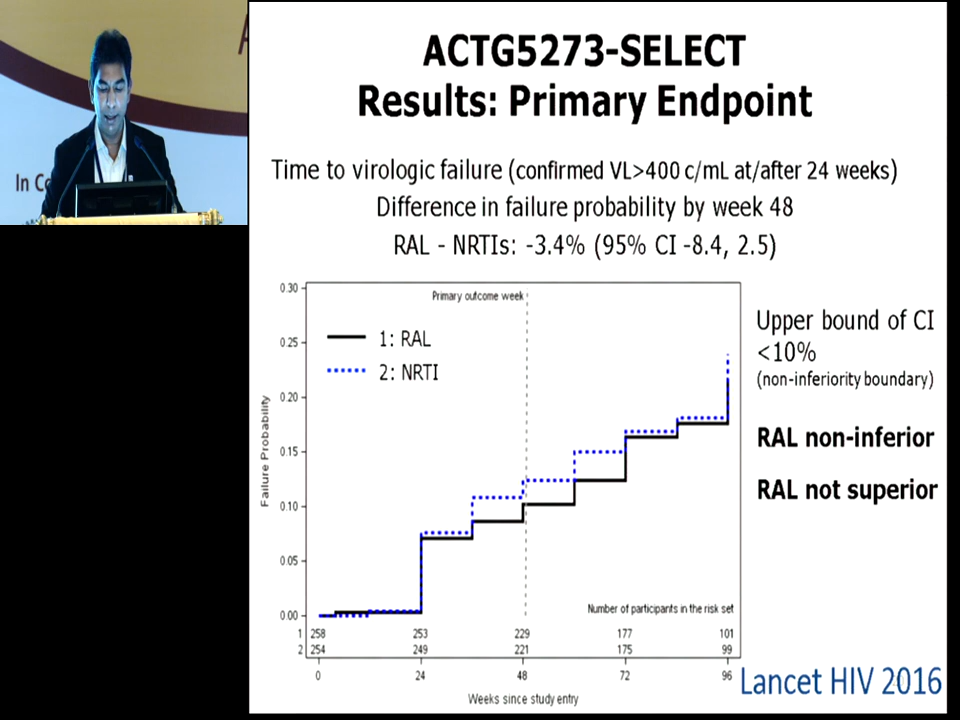 In Co
A
ACTG5273-SELECT
Results: Primary Endpoint
Time to virologic failure (confirmed VL>400 c/mL at/after 24 weeks)
Difference in failure probability by week 48
RAL - NRTIs: -3.4% (95% CI -8.4, 2.5)
Primary outcome week
1: RAL
2: NRTI
0.30
0.25
0.20
0.15
0.10
0.05
0.00
Failure Probability
Number of participants in the risk set
1 258 253 229 177 101
2 254 249 221 175 99
0 24 48 72 96
Weeks since study entry
Upper bound of CI
<10%
(non-inferiority boundary)
RAL non-inferior
RAL not superior
Lancet HIV 2016